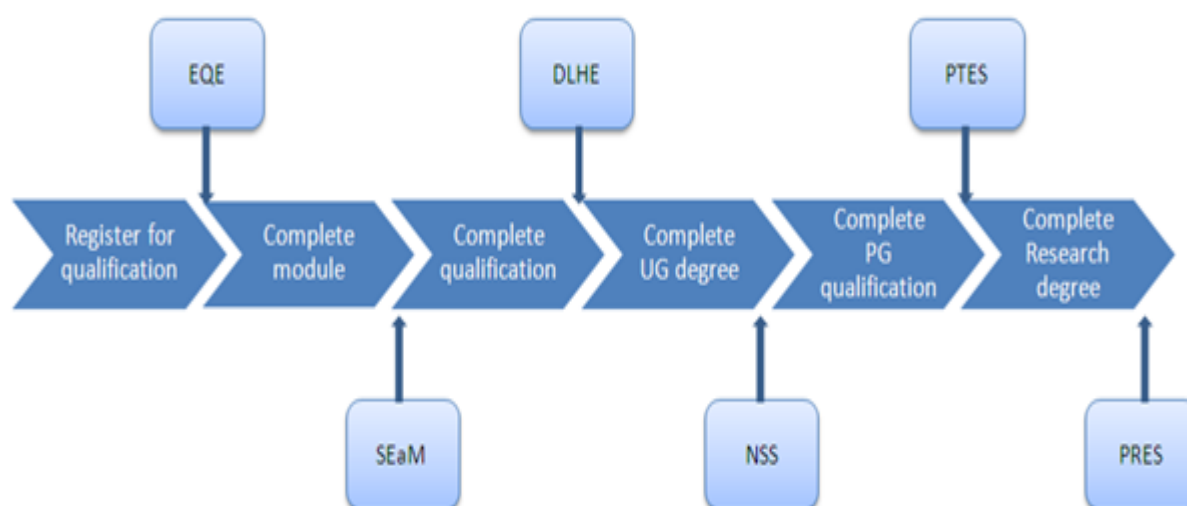 EQE
DLHE
PTES
Register for
qualification
Complete
module
Complete
qualification
Complete
UG degree
Complete
PG
qualification
Complete
Research
degree
SEaM
NSS
PRES